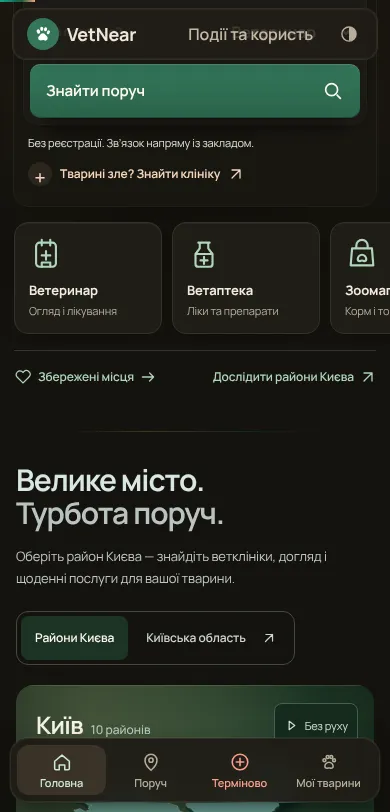 VetNear
Події та користь
Знайти поруч
Без реєстрації. Зв'язок напряму із закладом.
Тварині зле? Знайти клініку
Ветеринар
Огляд і лікування
Ветаптека
Ліки та препарати
Зоомаг
Корм і то
Збережені місця
Дослідити райони Києва
Велике місто.
Турбота поруч.
Оберіть район Києва — знайдіть ветклініки, догляд і
щоденні послуги для вашої тварини.
Райони Києва
Київська область
Київ 10 районів
Без руху
Головна
Поруч
Терміново
Мої тварини